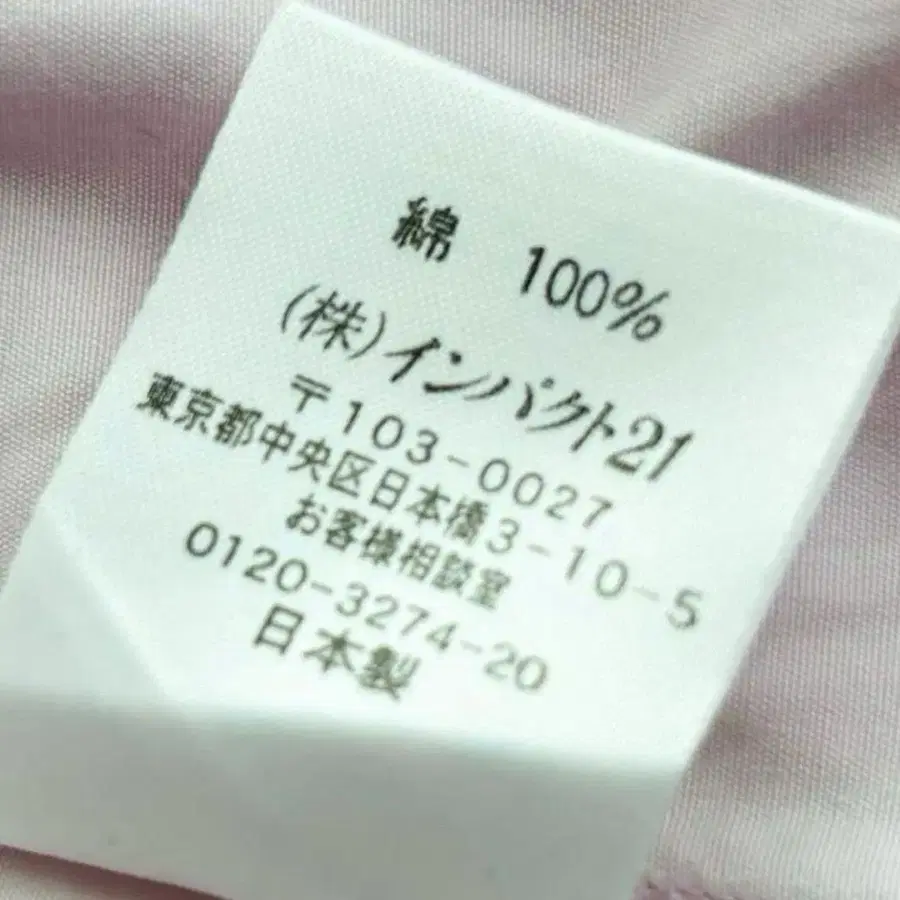 綿 100%
(株)インパクト21
〒103-0027
東京都中央区日本橋3-10-5
お客様相談室
0120-3274-20
日本製